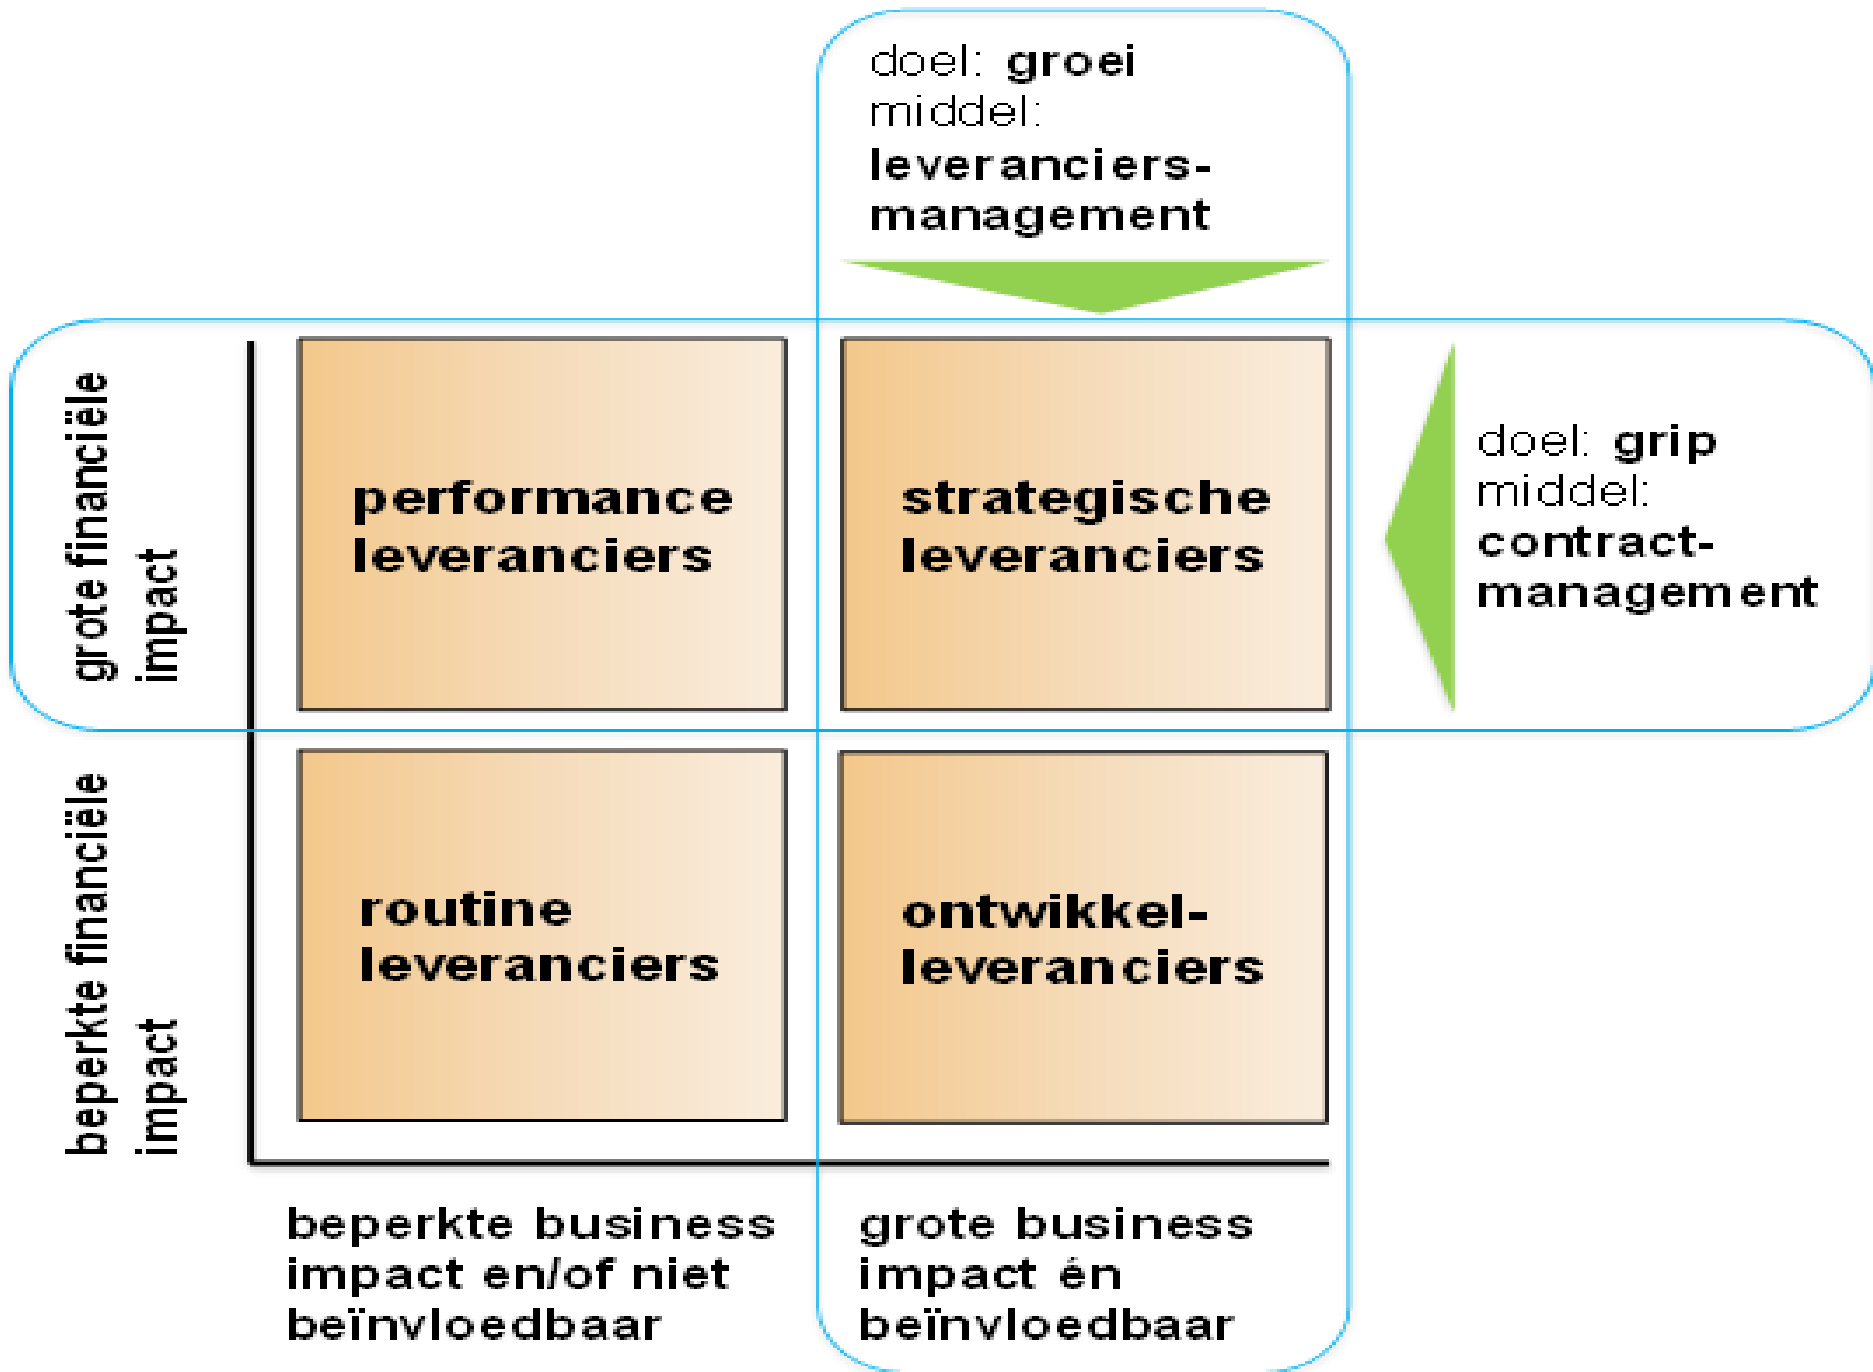 doel: groei
middel:
leveranciers-
management
grote financiële
impact
performance
leveranciers
strategische
leveranciers
doel: grip
middel:
contract-
management
beperkte financiële
impact
routine
leveranciers
ontwikkel-
leveranciers
beperkte business
impact en/of niet
beïnvloedbaar
grote business
impact én
beïnvloedbaar